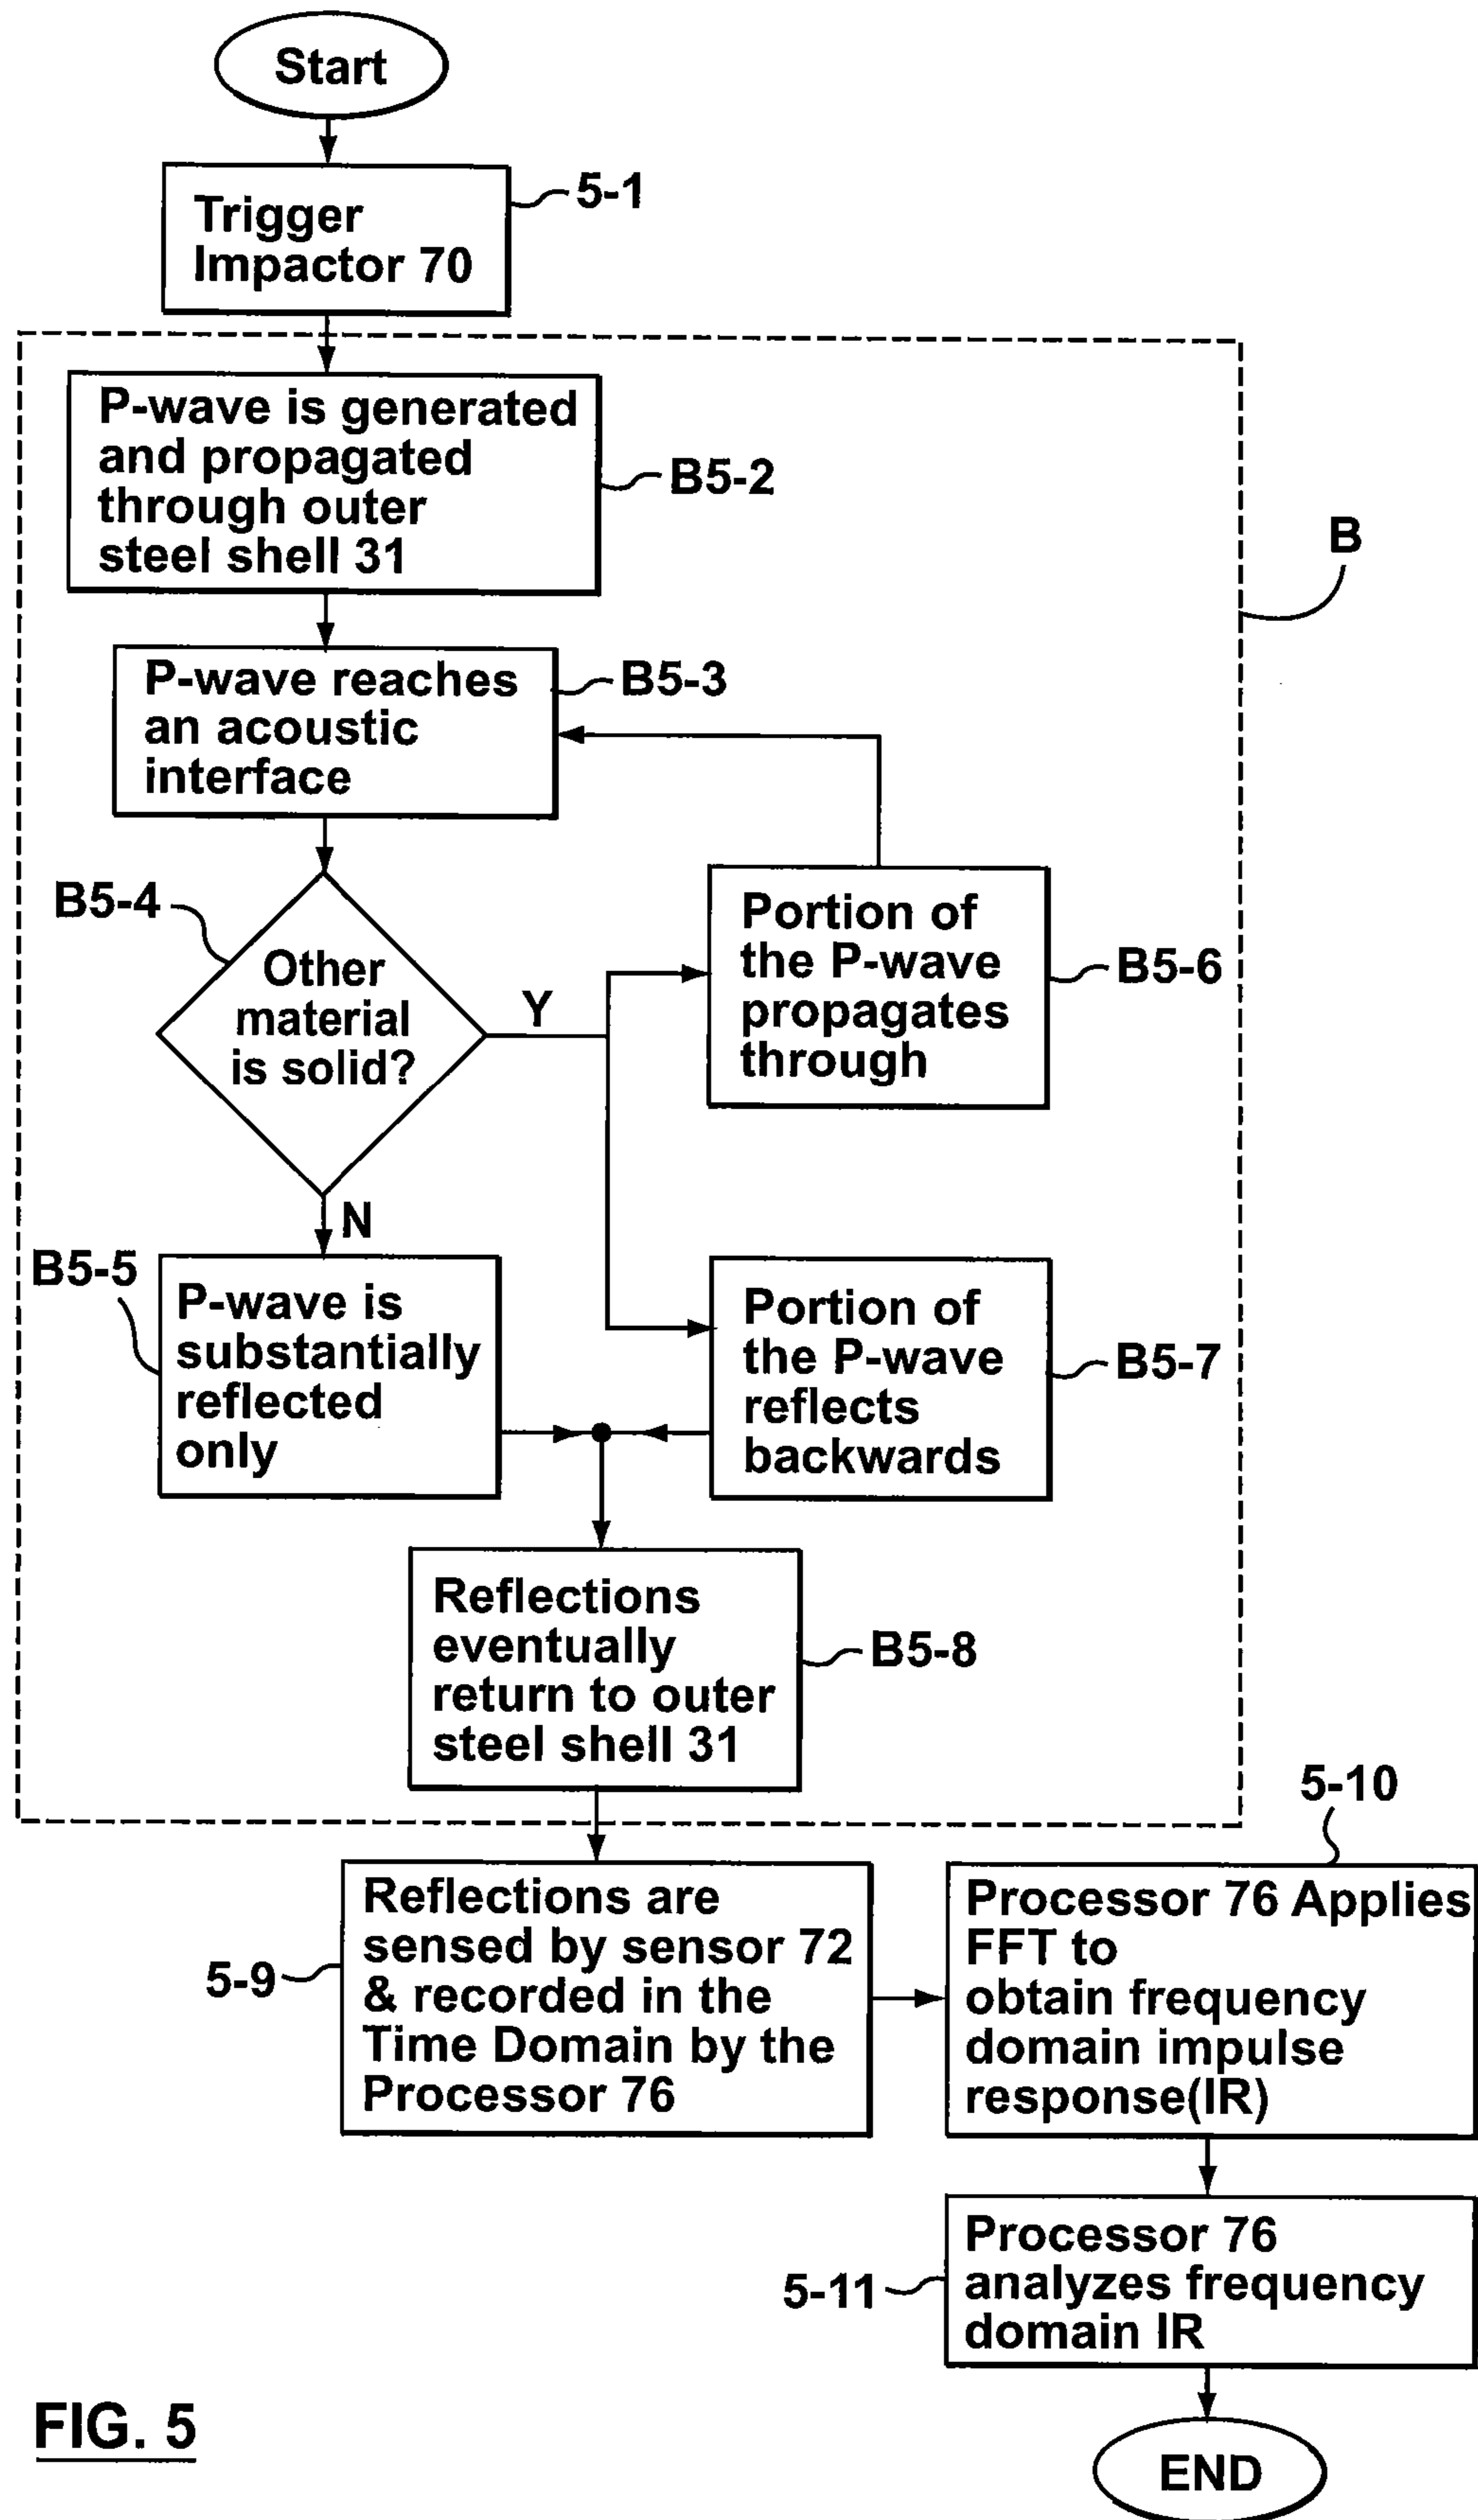 Start
Trigger
Impactor 70
5-1
P-wave is generated
and propagated
through outer
steel shell 31
B5-2
B
P-wave reaches
an acoustic
interface
B5-3
B5-4
Other
material
is solid?
Y
N
Portion of
the P-wave
propagates
through
B5-6
B5-5
P-wave is
substantially
reflected
only
Portion of
the P-wave
reflects
backwards
B5-7
Reflections
eventually
return to outer
steel shell 31
B5-8
5-9
Reflections are
sensed by sensor 72
& recorded in the
Time Domain by the
Processor 76
5-10
Processor 76 Applies
FFT to
obtain frequency
domain impulse
response(IR)
5-11
Processor 76
analyzes frequency
domain IR
END
FIG. 5